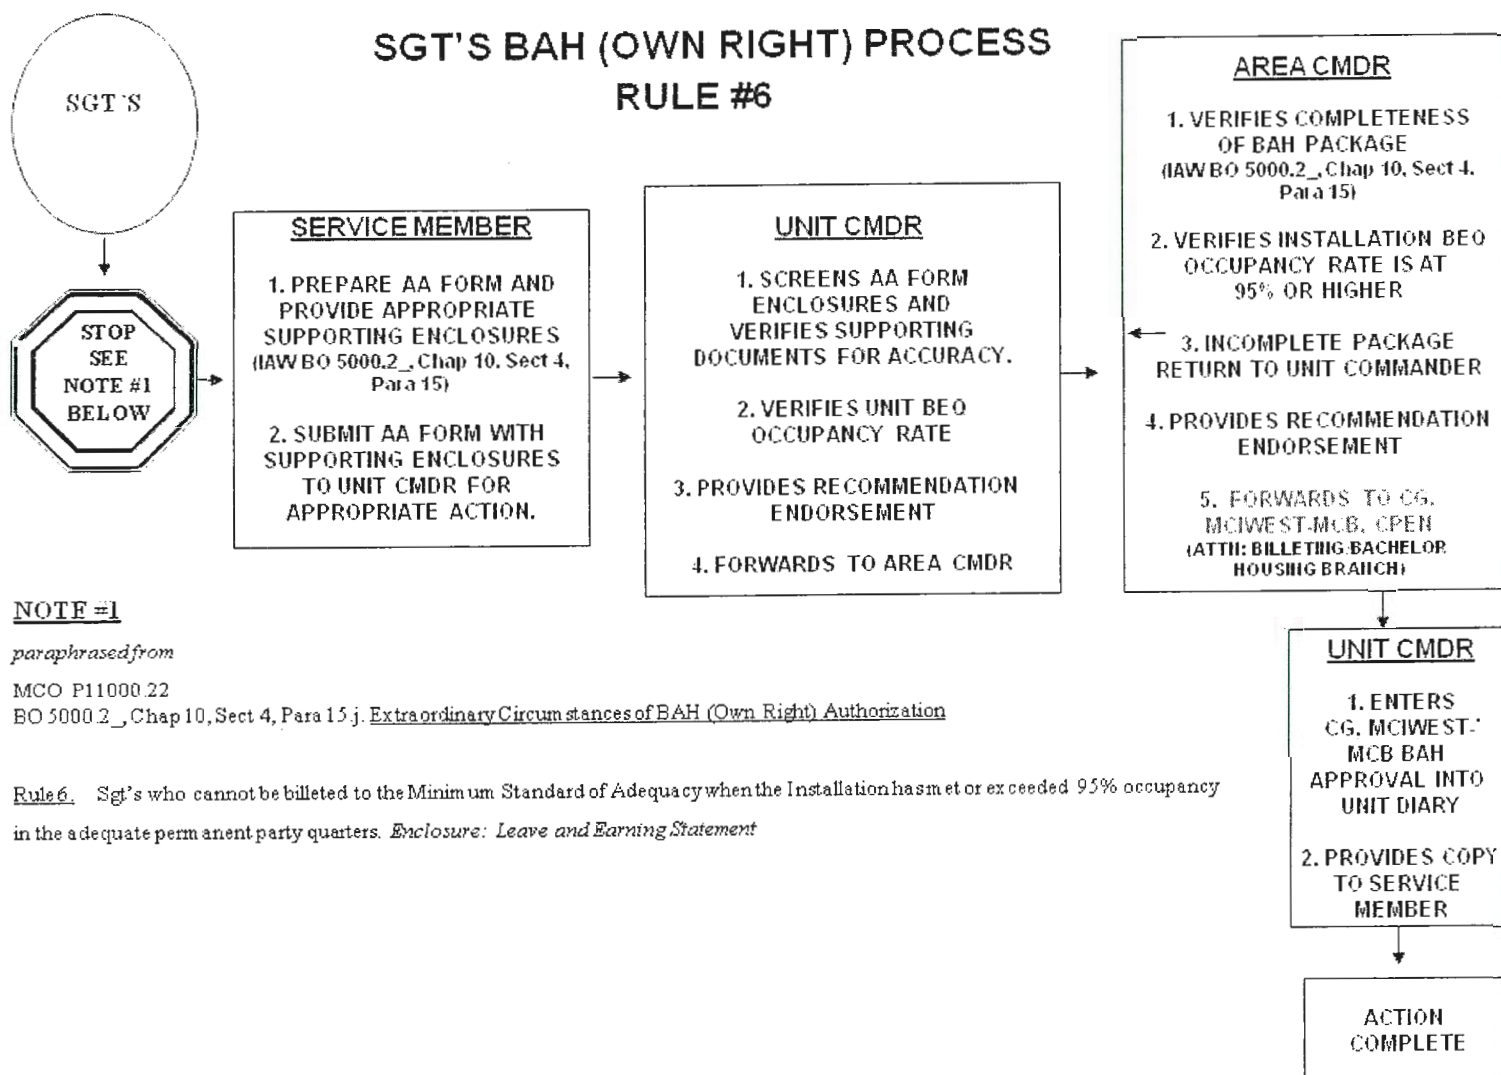 SGT'S BAH (OWN RIGHT) PROCESS
RULE #6
SGT'S
STOP
SEE
NOTE #1
BELOW
SERVICE MEMBER
1. PREPARE AA FORM AND
PROVIDE APPROPRIATE
SUPPORTING ENCLOSURES
(IAW BO 5000.2_, Chap 10, Sect 4,
Para 15)
2. SUBMIT AA FORM WITH
SUPPORTING ENCLOSURES
TO UNIT CMDR FOR
APPROPRIATE ACTION.
UNIT CMDR
1. SCREENS AA FORM
ENCLOSURES AND
VERIFIES SUPPORTING
DOCUMENTS FOR ACCURACY.
2. VERIFIES UNIT BEQ
OCCUPANCY RATE
3. PROVIDES RECOMMENDATION
ENDORSEMENT
4. FORWARDS TO AREA CMDR
AREA CMDR
1. VERIFIES COMPLETENESS
OF BAH PACKAGE
(IAW BO 5000.2_, Chap 10, Sect 4,
Para 15)
2. VERIFIES INSTALLATION BEQ
OCCUPANCY RATE IS AT
95% OR HIGHER
3. INCOMPLETE PACKAGE
RETURN TO UNIT COMMANDER
4. PROVIDES RECOMMENDATION
ENDORSEMENT
5. FORWARDS TO CG,
MCIWEST-MCB, CPEN
(ATTN: BILLETING/BACHELOR
HOUSING BRANCH)
UNIT CMDR
1. ENTERS
CG, MCIWEST-
MCB BAH
APPROVAL INTO
UNIT DIARY
2. PROVIDES COPY
TO SERVICE
MEMBER
ACTION
COMPLETE
NOTE #1
paraphrased from
MCO P11000.22
BO 5000.2_, Chap 10, Sect 4, Para 15.j. Extraordinary Circumstances of BAH (Own Right) Authorization
Rule 6. Sgt's who cannot be billeted to the Minimum Standard of Adequacy when the Installation has met or exceeded 95% occupancy
in the adequate permanent party quarters. Enclosure: Leave and Earning Statement